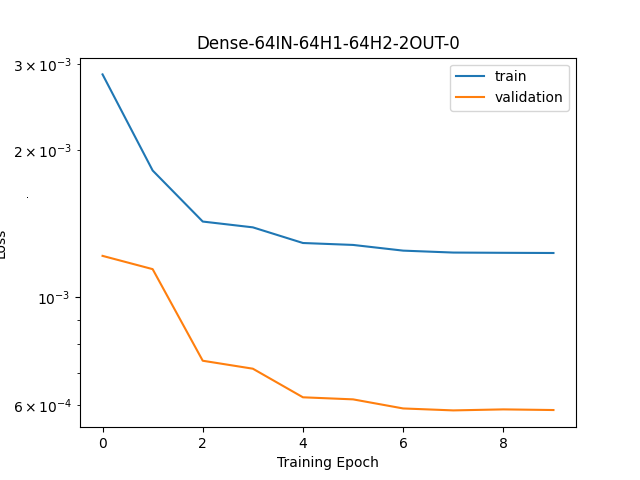 Dense-64IN-64H1-64H2-2OUT-0
3 × 10⁻³
2 × 10⁻³
10⁻³
6 × 10⁻⁴
Loss
train
validation
0 2 4 6 8
Training Epoch